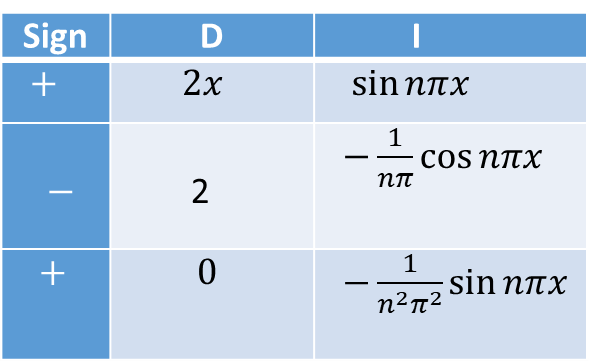 Sign D I
+ 2x sin nπx
− 2 −1/nπ cos nπx
+ 0 −1/n²π² sin nπx